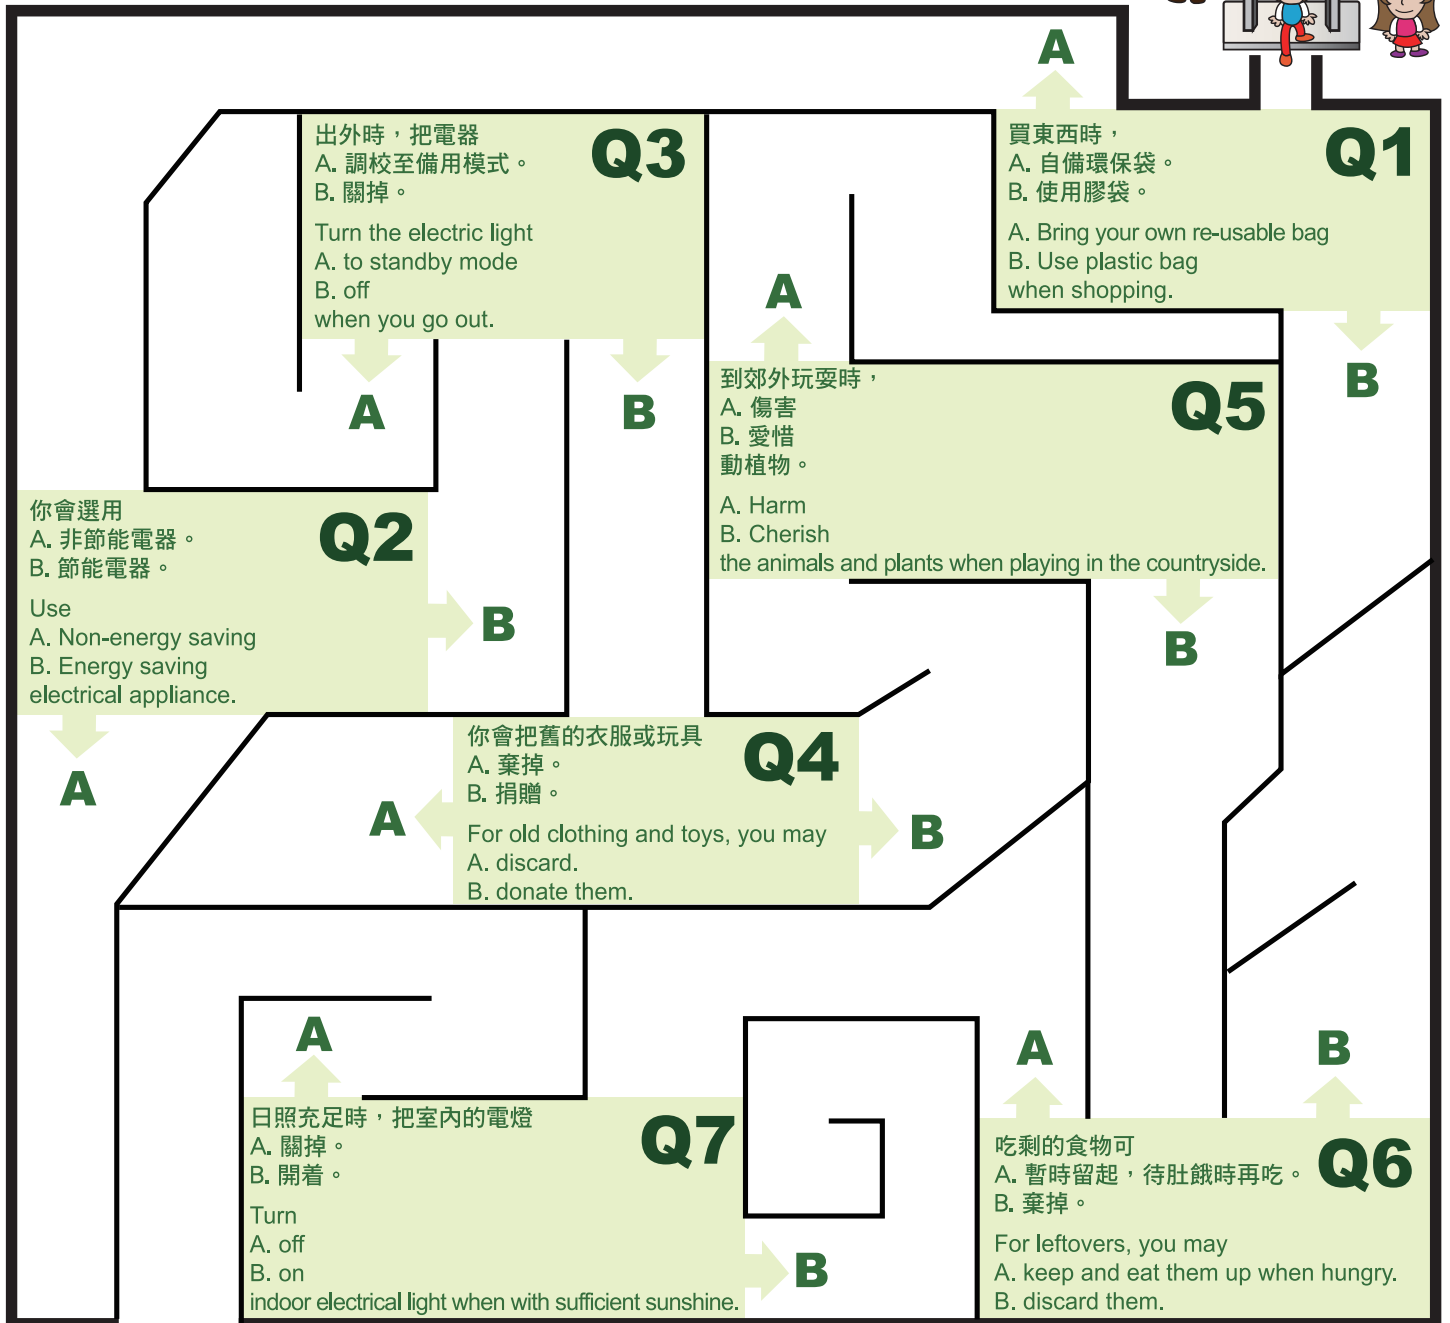 A
買東西時，
A. 自備環保袋。
B. 使用膠袋。
Q1
A. Bring your own re-usable bag
B. Use plastic bag
when shopping.
B
出外時，把電器
A. 調校至備用模式。
B. 關掉。
Q3
Turn the electric light
A. to standby mode
B. off
when you go out.
A
B
A
到郊外玩耍時，
A. 傷害
B. 愛惜
動植物。
Q5
A. Harm
B. Cherish
the animals and plants when playing in the countryside.
B
你會選用
A. 非節能電器。
B. 節能電器。
Q2
Use
A. Non-energy saving
B. Energy saving
electrical appliance.
B
A
你會把舊的衣服或玩具
A. 棄掉。
B. 捐贈。
Q4
For old clothing and toys, you may
A. discard.
B. donate them.
A
B
A
日照充足時，把室內的電燈
A. 關掉。
B. 開着。
Q7
Turn
A. off
B. on
indoor electrical light when with sufficient sunshine.
B
A
B
吃剩的食物可
A. 暫時留起，待肚餓時再吃。
B. 棄掉。
Q6
For leftovers, you may
A. keep and eat them up when hungry.
B. discard them.